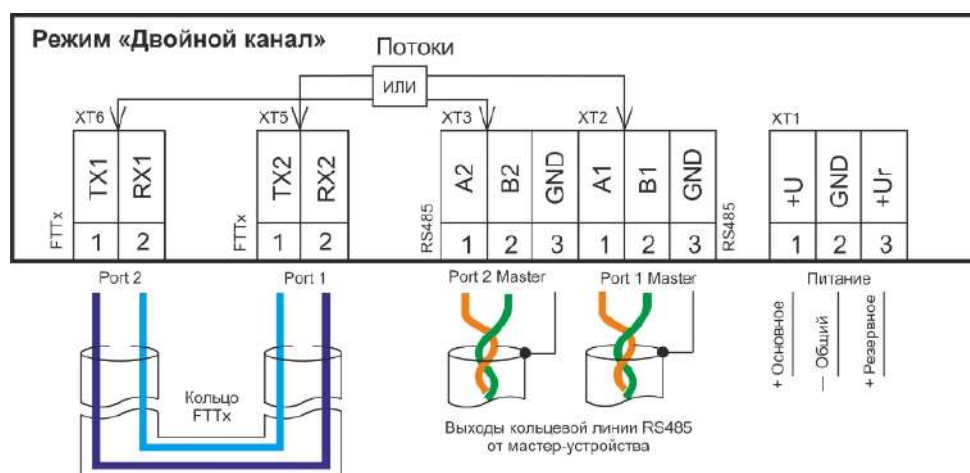 Режим «Двойной канал»
Потоки
или
XT6
XT5
XT3
XT2
XT1
TX1
RX1
TX2
RX2
A2
B2
GND
A1
B1
GND
+U
GND
+Ur
FTTx
1
2
FTTx
1
2
RS485
1
2
3
1
2
3
RS485
1
2
3
Port 2
Port 1
Port 2 Master
Port 1 Master
Питание
+ Основное
— Общий
+ Резервное
Кольцо
FTTx
Выходы кольцевой линии RS485
от мастер-устройства